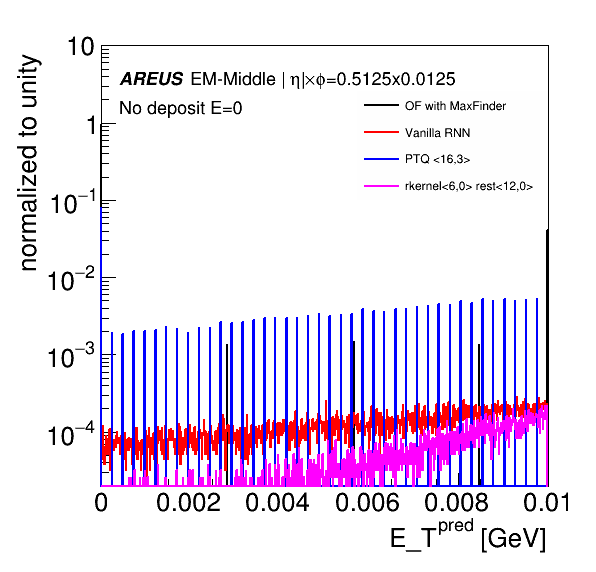 AREUS EM-Middle | η|×ϕ=0.5125x0.0125
No deposit E=0
OF with MaxFinder
Vanilla RNN
PTQ <16,3>
rkernel<6,0> rest<12,0>
normalized to unity
10
1
10⁻¹
10⁻²
10⁻³
10⁻⁴
0 0.002 0.004 0.006 0.008 0.01
E_T^pred [GeV]